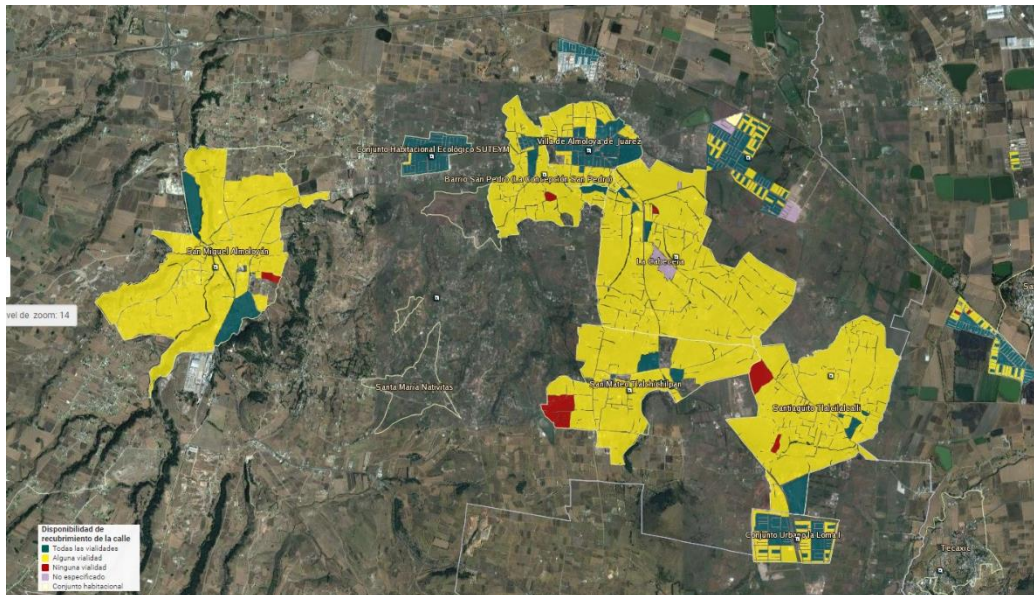 Conjunto Habitacional Ecológico SUTEYM
Villa de Almoloya de Juárez
Barrio San Pedro (La Concepción San Pedro)
San Miguel Almoloyán
La Cabecera
vel de zoom: 14
Santa María Nativitas
San Mateo Tlalchichilpan
Santiaguito Tlalcilalcali
Conjunto Urbano la Loma I
Tecaxic
Disponibilidad de
recubrimiento de la calle
Todas las vialidades
Alguna vialidad
Ninguna vialidad
No especificado
Conjunto habitacional